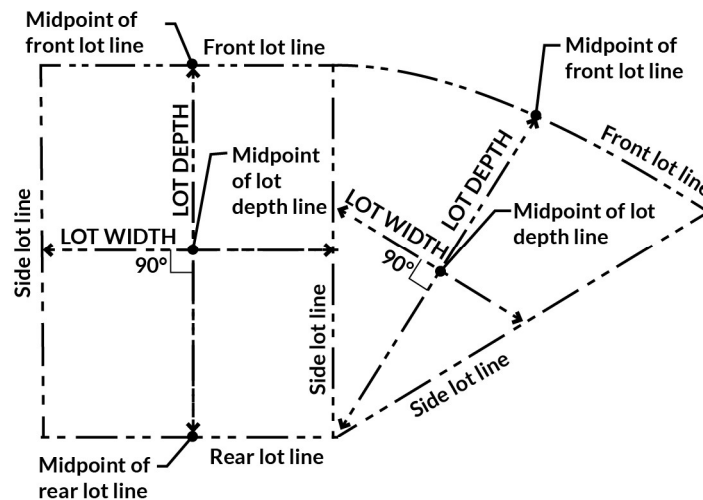 Midpoint of
front lot line
Front lot line
Midpoint of
front lot line
LOT DEPTH
Midpoint
of lot
depth line
Side lot line
LOT WIDTH
90°
Side lot line
Midpoint of
rear lot line
Rear lot line
LOT DEPTH
Front lot line
LOT WIDTH
Midpoint of lot
depth line
90°
Side lot line